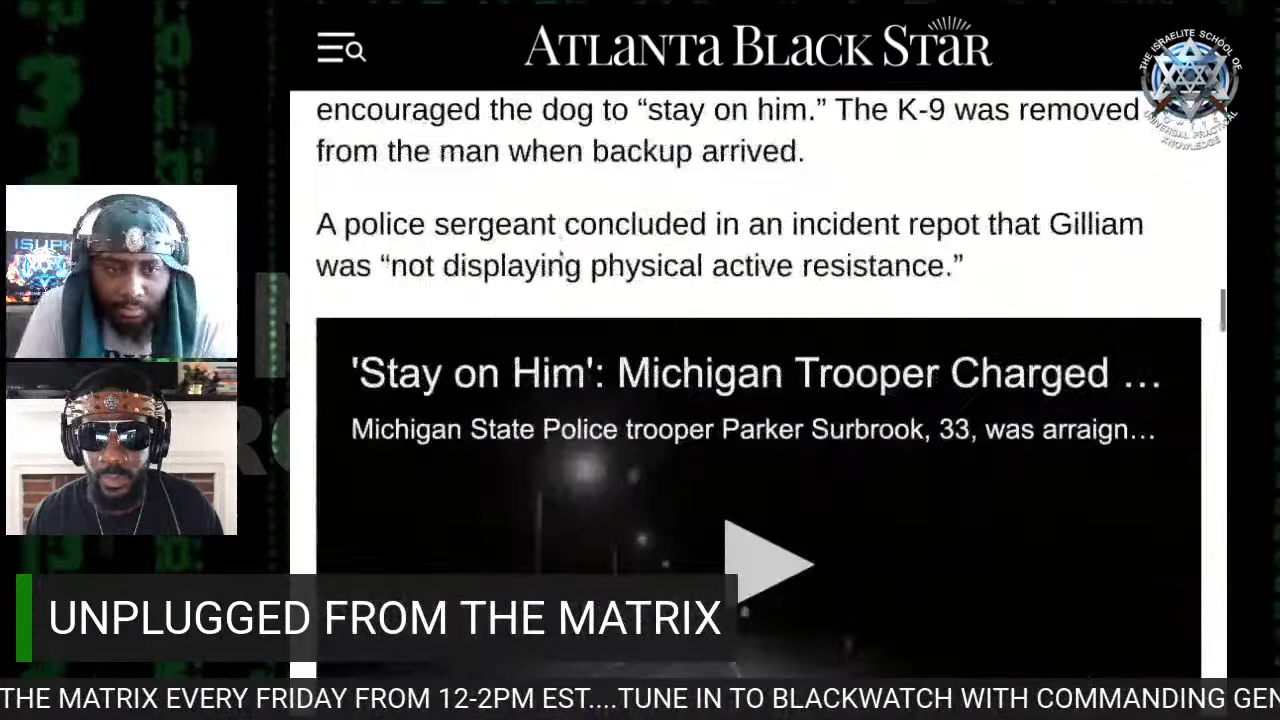 ATLANTA BLACK STAR
THE ISRAELITE SCHOOL OF
UNIVERSAL PRACTICAL
KNOWLEDGE
encouraged the dog to “stay on him.” The K-9 was removed
from the man when backup arrived.
A police sergeant concluded in an incident repot that Gilliam
was “not displaying physical active resistance.”
ISUPK
'Stay on Him': Michigan Trooper Charged ...
Michigan State Police trooper Parker Surbrook, 33, was arraign...
UNPLUGGED FROM THE MATRIX
THE MATRIX EVERY FRIDAY FROM 12-2PM EST....TUNE IN TO BLACKWATCH WITH COMMANDING GEN